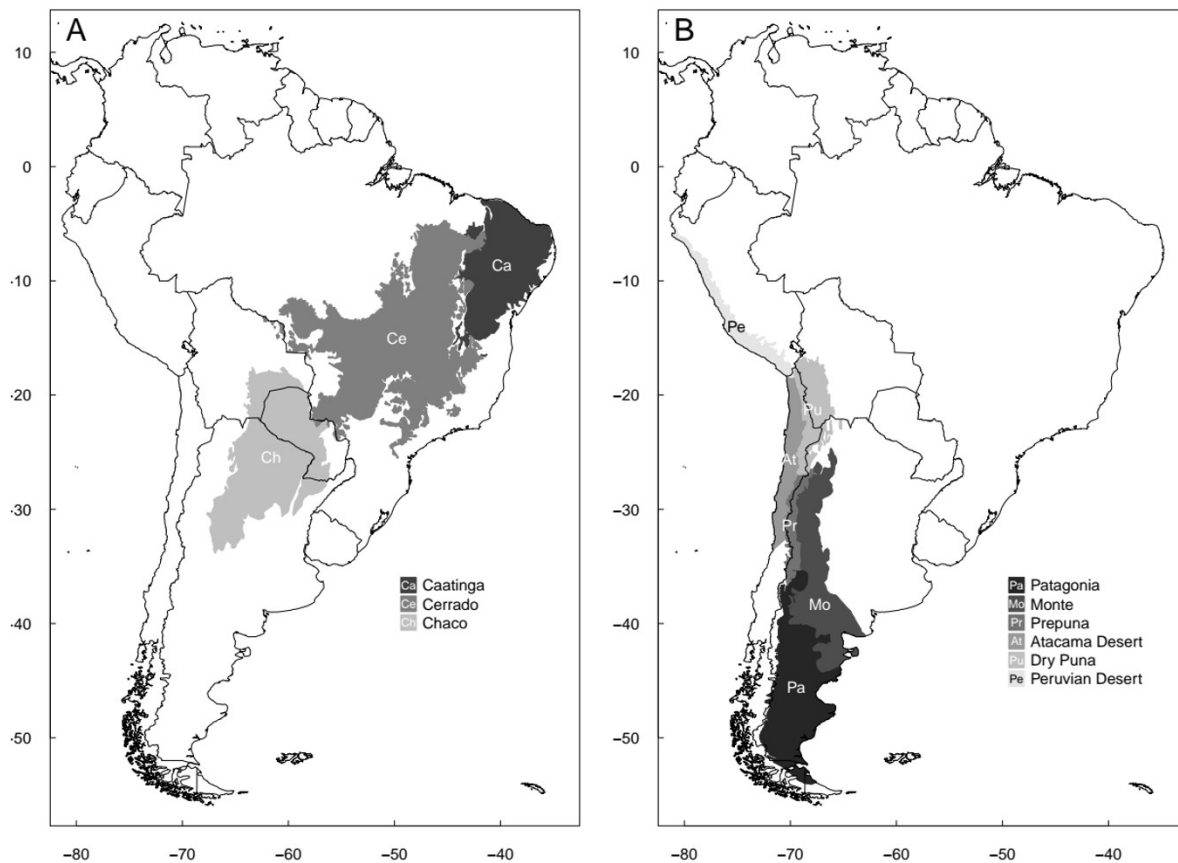 A
10
0
-10
-20
-30
-40
-50
-80
-70
-60
-50
-40
Ca
Ce
Ch
Ca Caatinga
Ce Cerrado
Ch Chaco
B
10
0
-10
-20
-30
-40
-50
-80
-70
-60
-50
-40
Pe
Pu
At
Pr
Mo
Pa
Pa Patagonia
Mo Monte
Pr Prepuna
At Atacama Desert
Pu Dry Puna
Pe Peruvian Desert